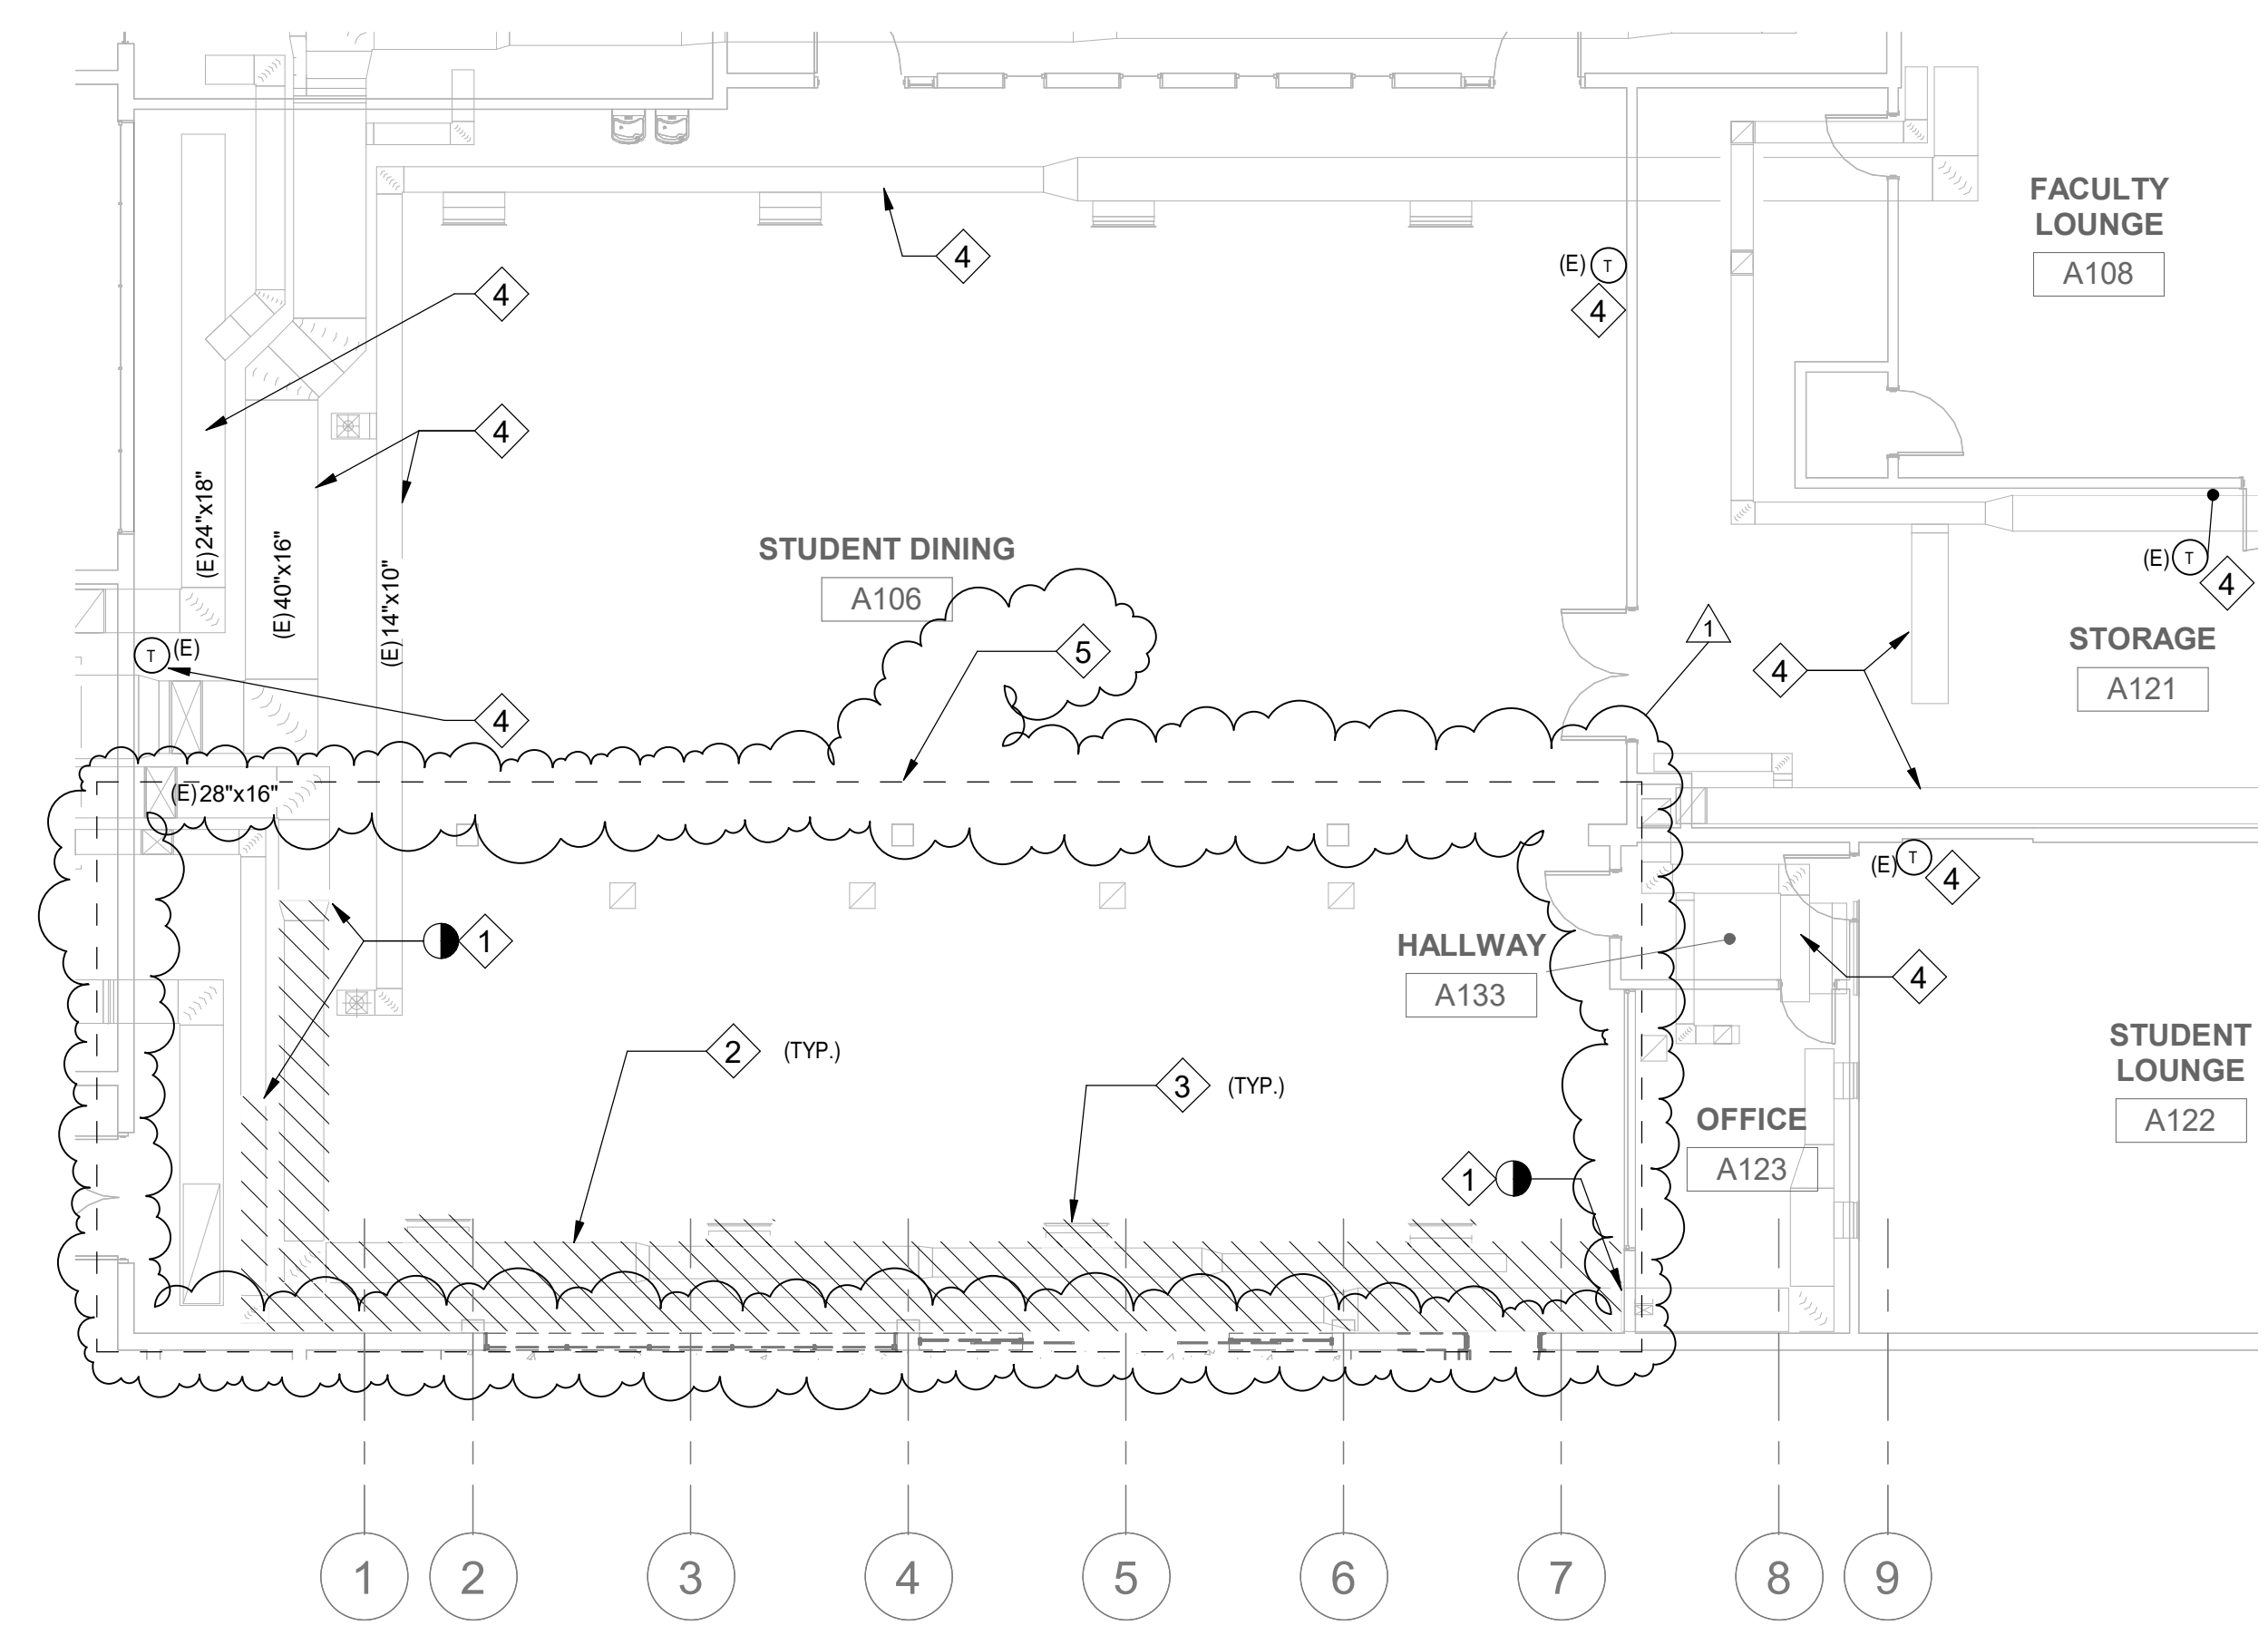 FACULTY
LOUNGE
A108
4
(E) T
4
4
4
(E)24"x18"
(E)40"x16"
(E)14"x10"
STUDENT DINING
A106
(E) T
4
T (E)
4
5
1
4
STORAGE
A121
(E)28"x16"
(E) T
4
1
HALLWAY
A133
4
2 (TYP.)
3 (TYP.)
STUDENT
LOUNGE
A122
OFFICE
A123
1
1 2 3 4 5 6 7 8 9